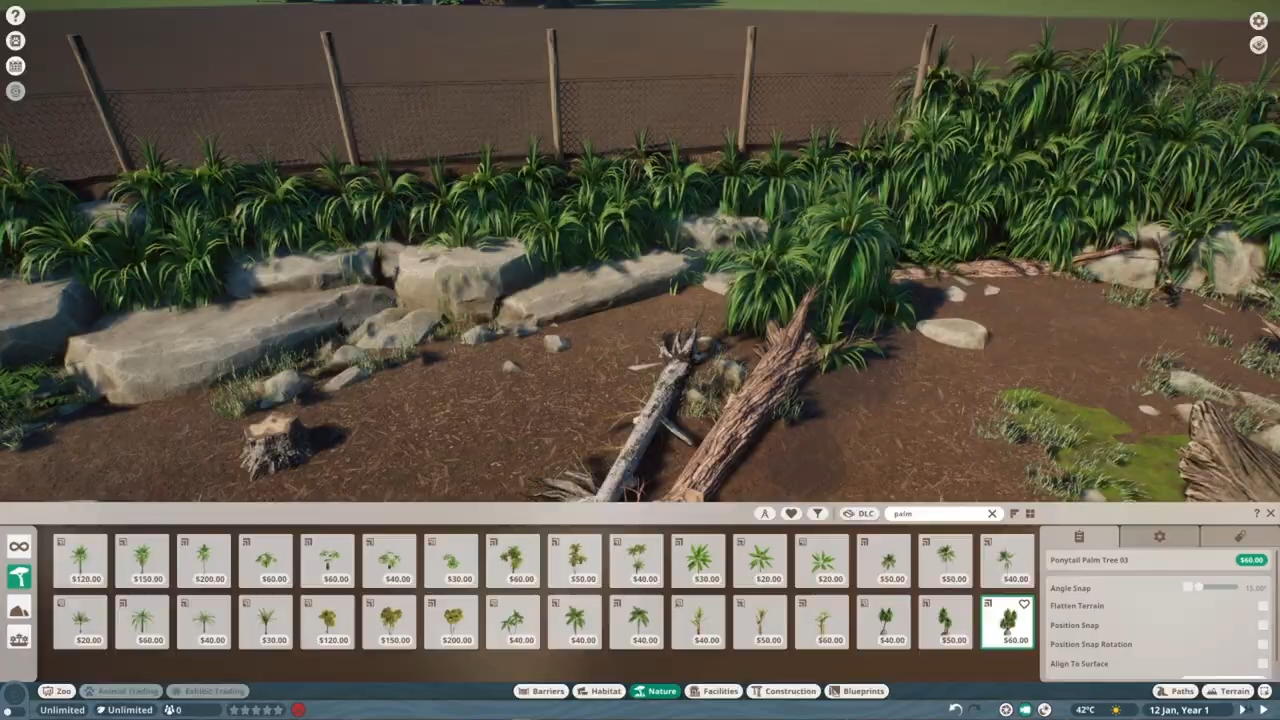 ?
DLC
palm
? ×
$120.00 $150.00 $200.00 $60.00 $60.00 $40.00 $30.00 $60.00 $50.00 $40.00 $30.00 $20.00 $20.00 $50.00 $50.00 $40.00
$20.00 $60.00 $40.00 $30.00 $120.00 $150.00 $200.00 $40.00 $40.00 $40.00 $40.00 $50.00 $60.00 $40.00 $50.00 $60.00
Ponytail Palm Tree 03 $60.00
Angle Snap 15.00°
Flatten Terrain
Position Snap
Position Snap Rotation
Align To Surface
Zoo Animal Trading Exhibit Trading Barriers Habitat Nature Facilities Construction Blueprints Paths Terrain
Unlimited Unlimited 0 42°C 12 Jan, Year 1